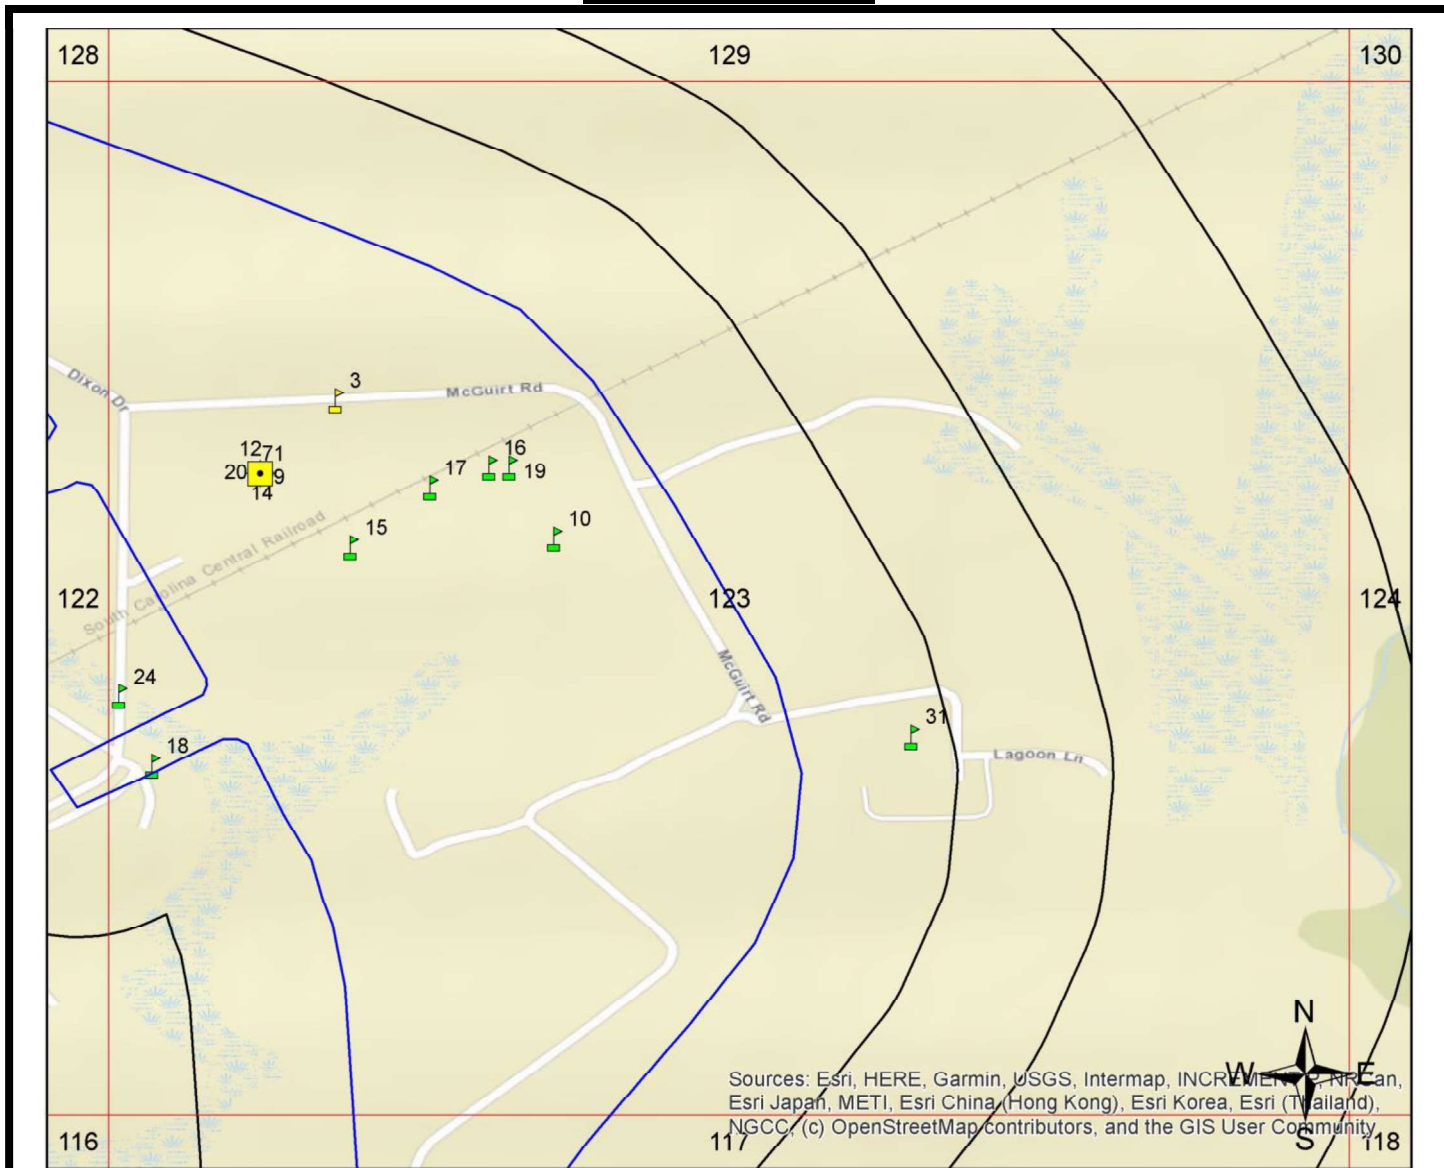 128
129
130
Dixon Dr
3
McGuirt Rd
1271
20 9
14
16
17
19
15
10
South Carolina Central Railroad
122
123
124
24
McGuirt Rd
18
31
Lagoon Ln
N
W E
S
Sources: Esri, HERE, Garmin, USGS, Intermap, NRCan,
Esri Japan, METI, Esri China (Hong Kong), Esri Korea, Esri (Thailand),
NGCC, (c) OpenStreetMap contributors, and the GIS User Community
116
117
118